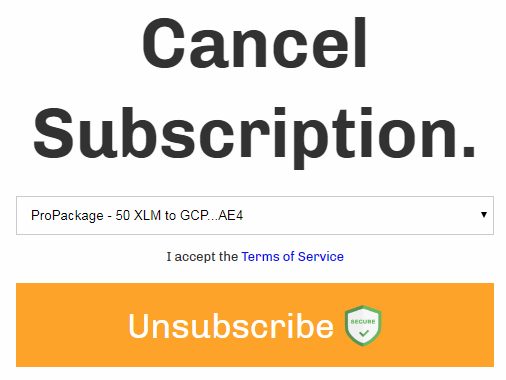 Cancel
Subscription.
ProPackage - 50 XLM to GCP...AE4
I accept the Terms of Service
Unsubscribe
SECURE